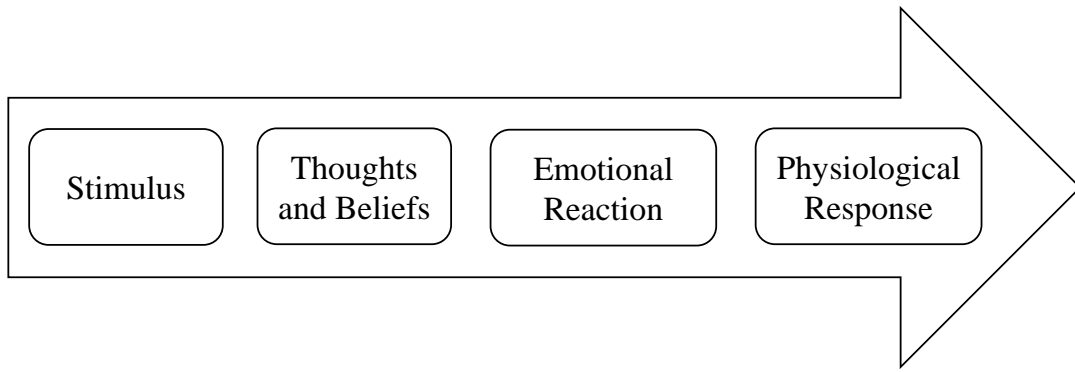 Stimulus
Thoughts
and Beliefs
Emotional
Reaction
Physiological
Response